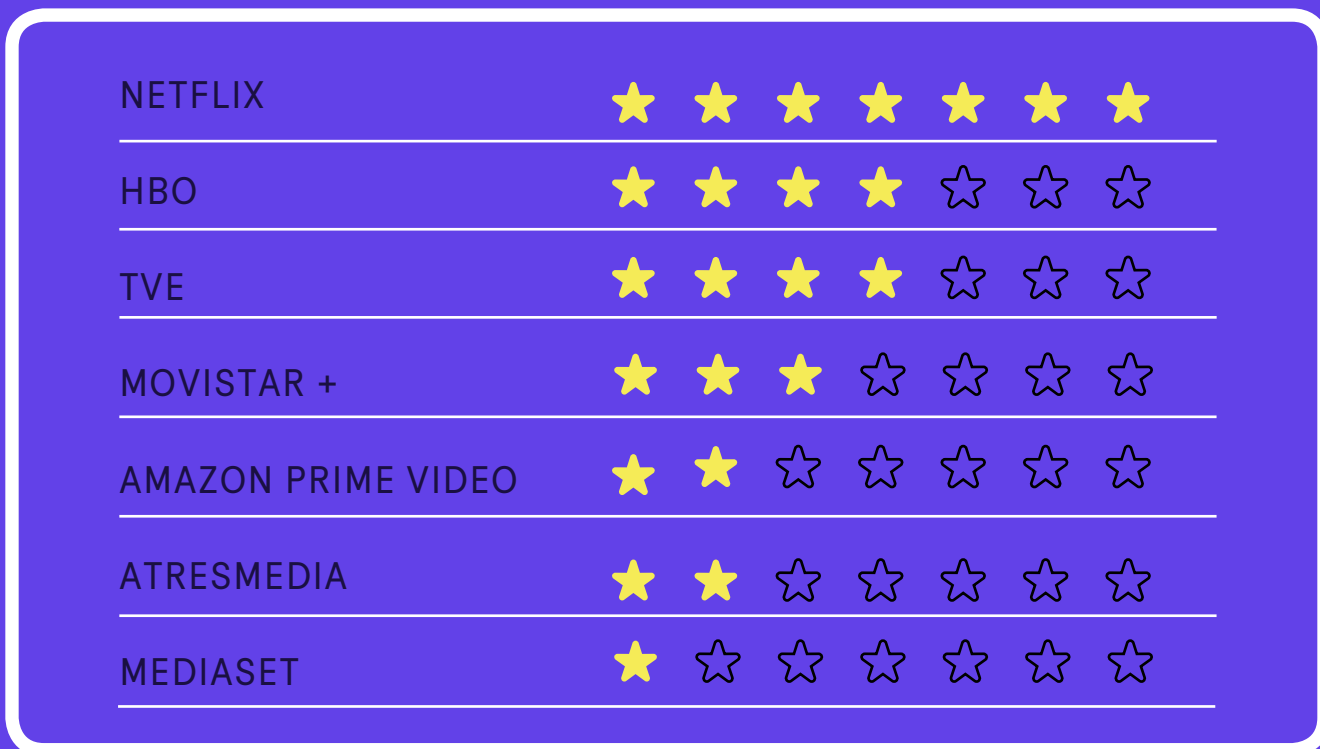 NETFLIX
HBO
TVE
MOVISTAR +
AMAZON PRIME VIDEO
ATRESMEDIA
MEDIASET